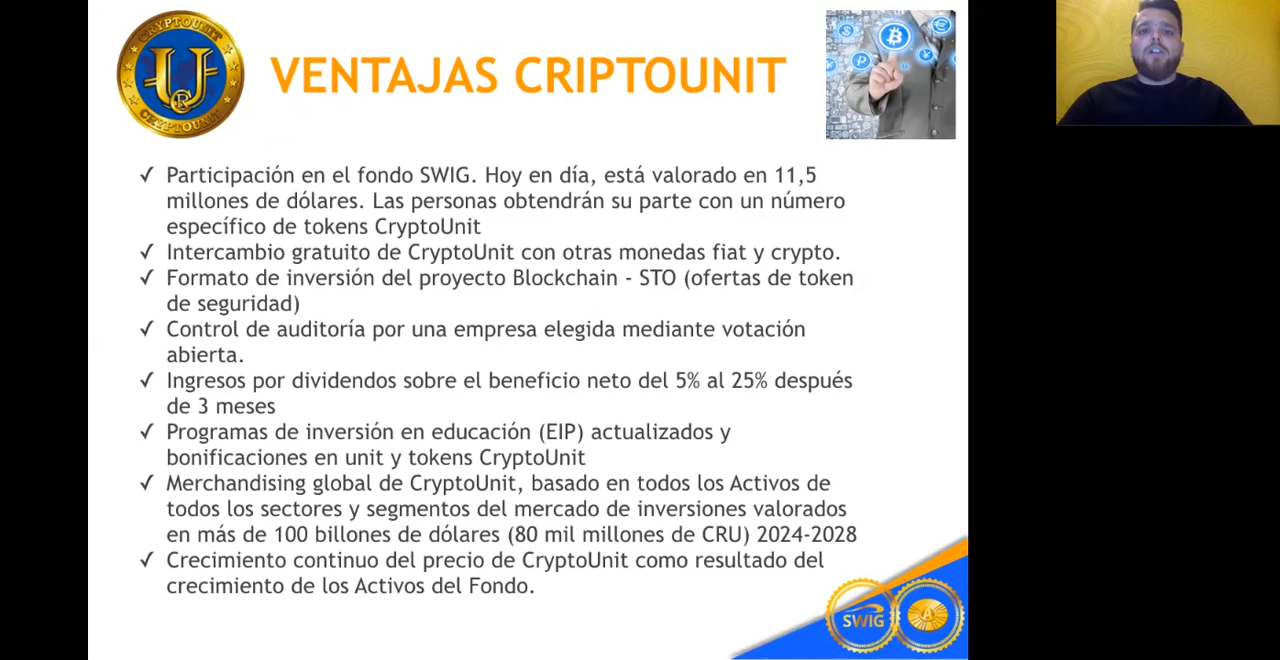 CRYPTOUNIT
CRYPTOUNIT
VENTAJAS CRIPTOUNIT
✓ Participación en el fondo SWIG. Hoy en día, está valorado en 11,5
millones de dólares. Las personas obtendrán su parte con un número
específico de tokens CryptoUnit
✓ Intercambio gratuito de CryptoUnit con otras monedas fiat y crypto.
✓ Formato de inversión del proyecto Blockchain - STO (ofertas de token
de seguridad)
✓ Control de auditoría por una empresa elegida mediante votación
abierta.
✓ Ingresos por dividendos sobre el beneficio neto del 5% al 25% después
de 3 meses
✓ Programas de inversión en educación (EIP) actualizados y
bonificaciones en unit y tokens CryptoUnit
✓ Merchandising global de CryptoUnit, basado en todos los Activos de
todos los sectores y segmentos del mercado de inversiones valorados
en más de 100 billones de dólares (80 mil millones de CRU) 2024-2028
✓ Crecimiento continuo del precio de CryptoUnit como resultado del
crecimiento de los Activos del Fondo.
SWIG
A